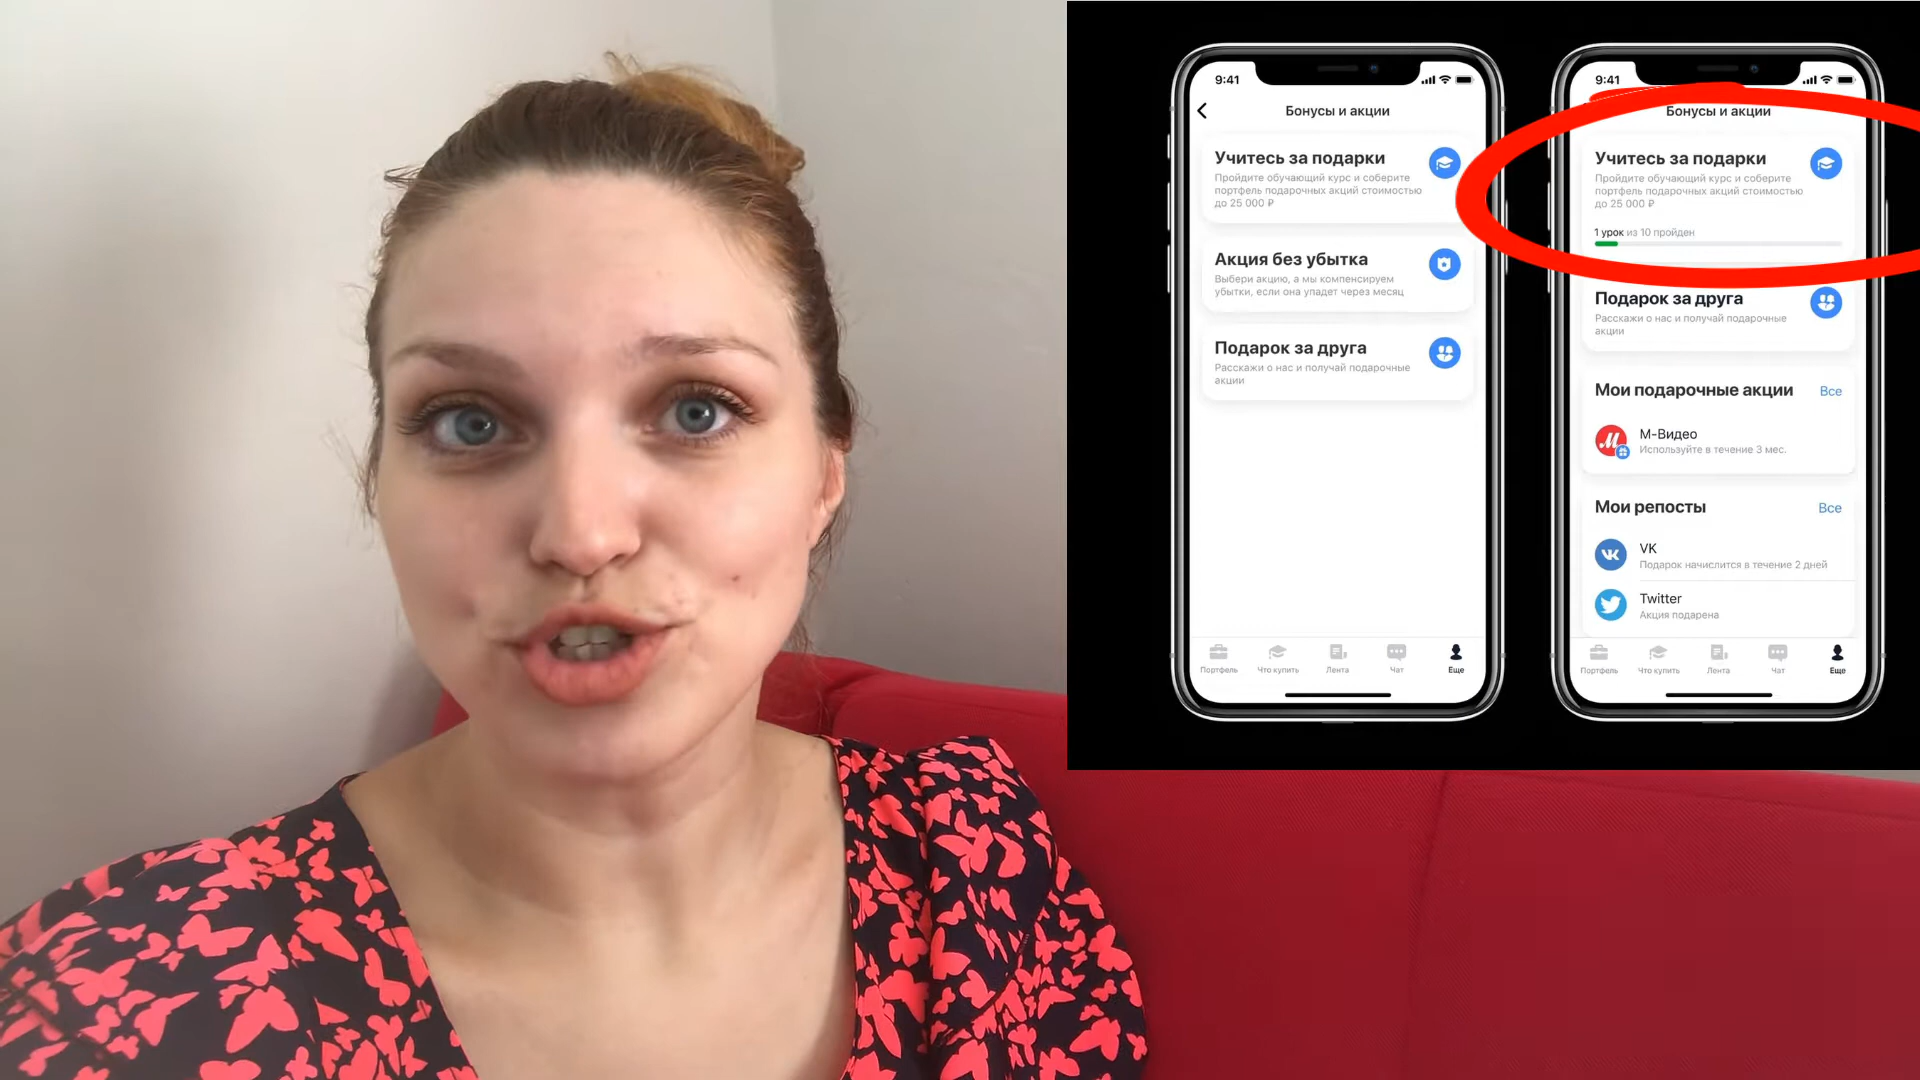 9:41
Бонусы и акции
Учитесь за подарки
Пройдите обучающий курс и соберите
портфель подарочных акций стоимостью
до 25 000 ₽
Акция без убытка
Выбери акцию, а мы компенсируем
убытки, если она упадет через месяц
Подарок за друга
Расскажи о нас и получай подарочные
акции
Портфель
Что купить
Лента
Чат
Еще
9:41
Бонусы и акции
Учитесь за подарки
Пройдите обучающий курс и соберите
портфель подарочных акций стоимостью
до 25 000 ₽
1 урок из 10 пройден
Подарок за друга
Расскажи о нас и получай подарочные
акции
Мои подарочные акции
Все
М
М-Видео
Используйте в течение 3 мес.
Мои репосты
Все
VK
Подарок начислится в течение 2 дней
Twitter
Акция подарена
Портфель
Что купить
Лента
Чат
Еще